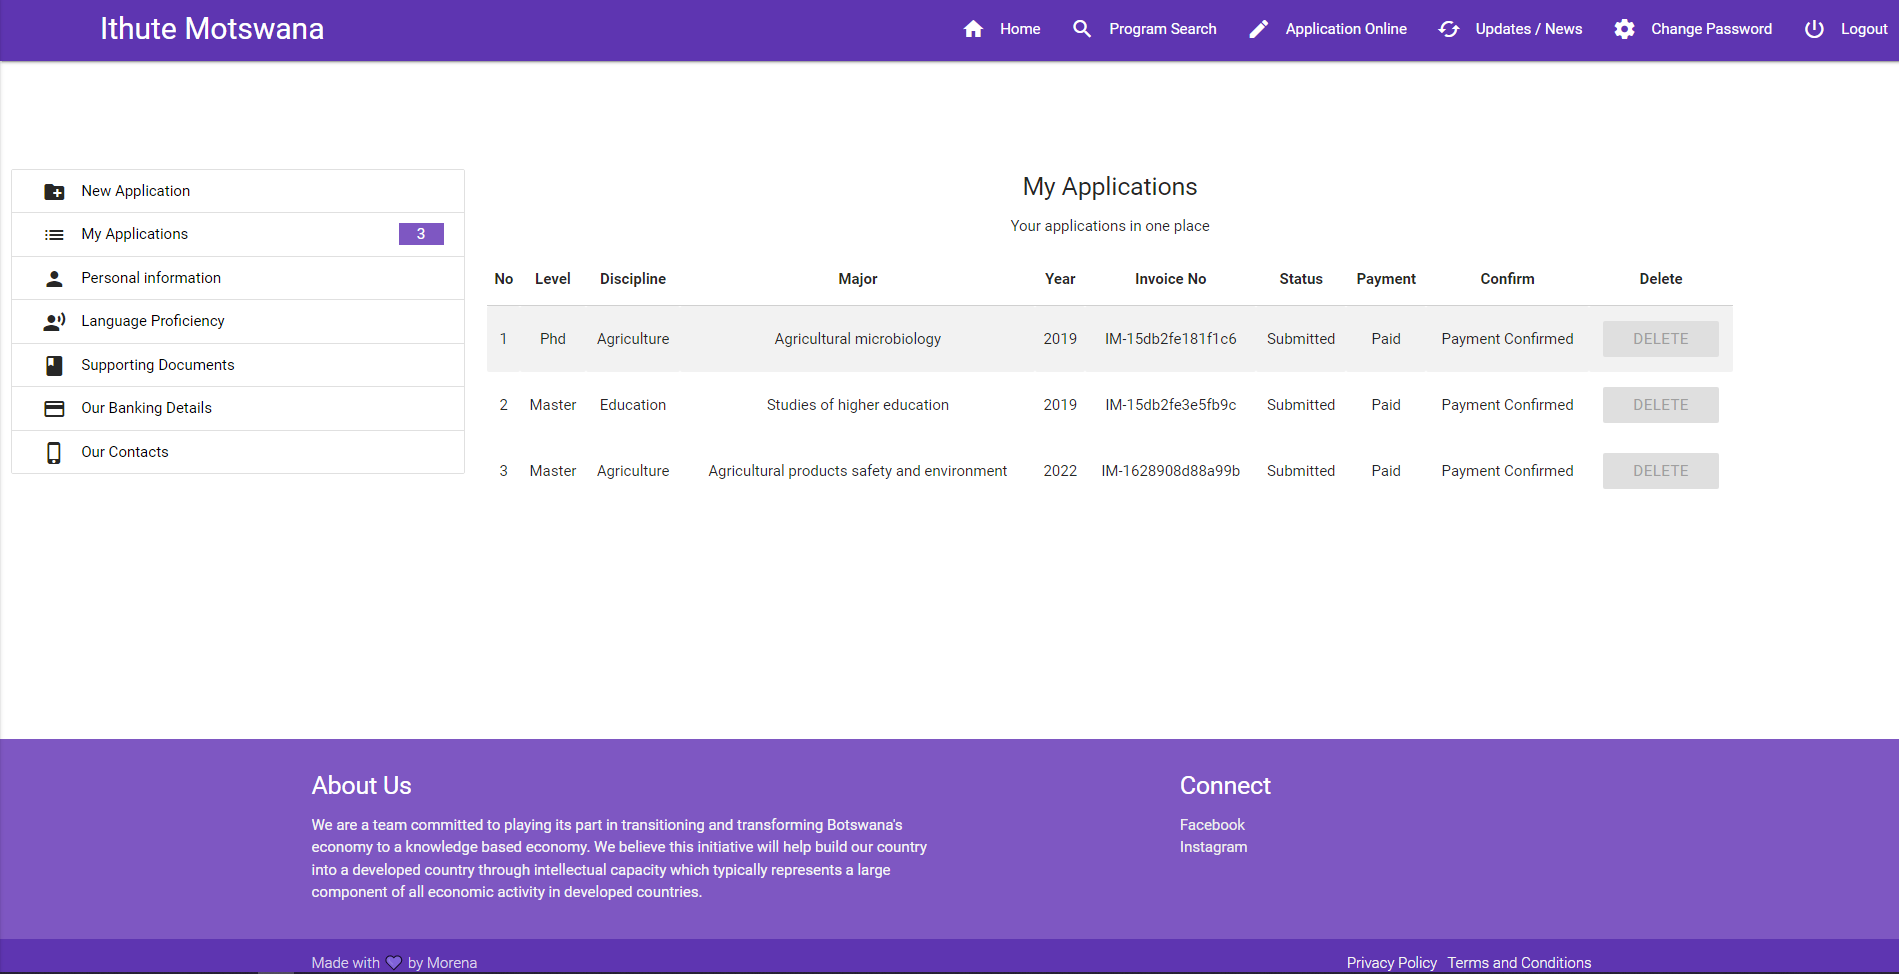 Ithute Motswana
Home Program Search Application Online Updates / News Change Password Logout
New Application
My Applications 3
Personal information
Language Proficiency
Supporting Documents
Our Banking Details
Our Contacts
My Applications
Your applications in one place
No Level Discipline Major Year Invoice No Status Payment Confirm Delete
1 Phd Agriculture Agricultural microbiology 2019 IM-15db2fe181f1c6 Submitted Paid Payment Confirmed DELETE
2 Master Education Studies of higher education 2019 IM-15db2fe3e5fb9c Submitted Paid Payment Confirmed DELETE
3 Master Agriculture Agricultural products safety and environment 2022 IM-1628908d88a99b Submitted Paid Payment Confirmed DELETE
About Us
We are a team committed to playing its part in transitioning and transforming Botswana's
economy to a knowledge based economy. We believe this initiative will help build our country
into a developed country through intellectual capacity which typically represents a large
component of all economic activity in developed countries.
Connect
Facebook
Instagram
Made with by Morena
Privacy Policy Terms and Conditions